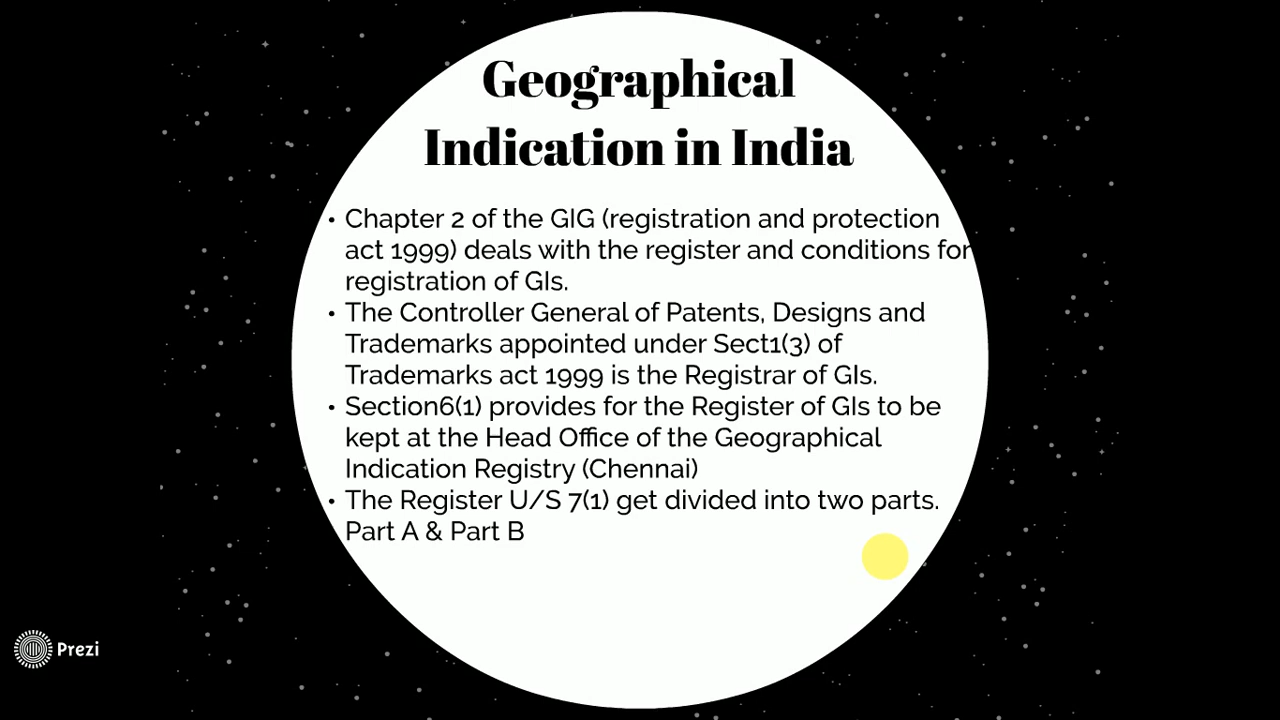 Geographical
Indication in India
• Chapter 2 of the GIG (registration and protection
act 1999) deals with the register and conditions for
registration of GIs.
• The Controller General of Patents, Designs and
Trademarks appointed under Sect1(3) of
Trademarks act 1999 is the Registrar of GIs.
• Section6(1) provides for the Register of GIs to be
kept at the Head Office of the Geographical
Indication Registry (Chennai)
• The Register U/S 7(1) get divided into two parts.
Part A & Part B
Prezi